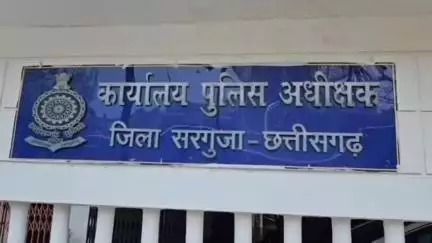 कार्यालय पुलिस अधीक्षक
जिला सरगुजा - छत्तीसगढ़